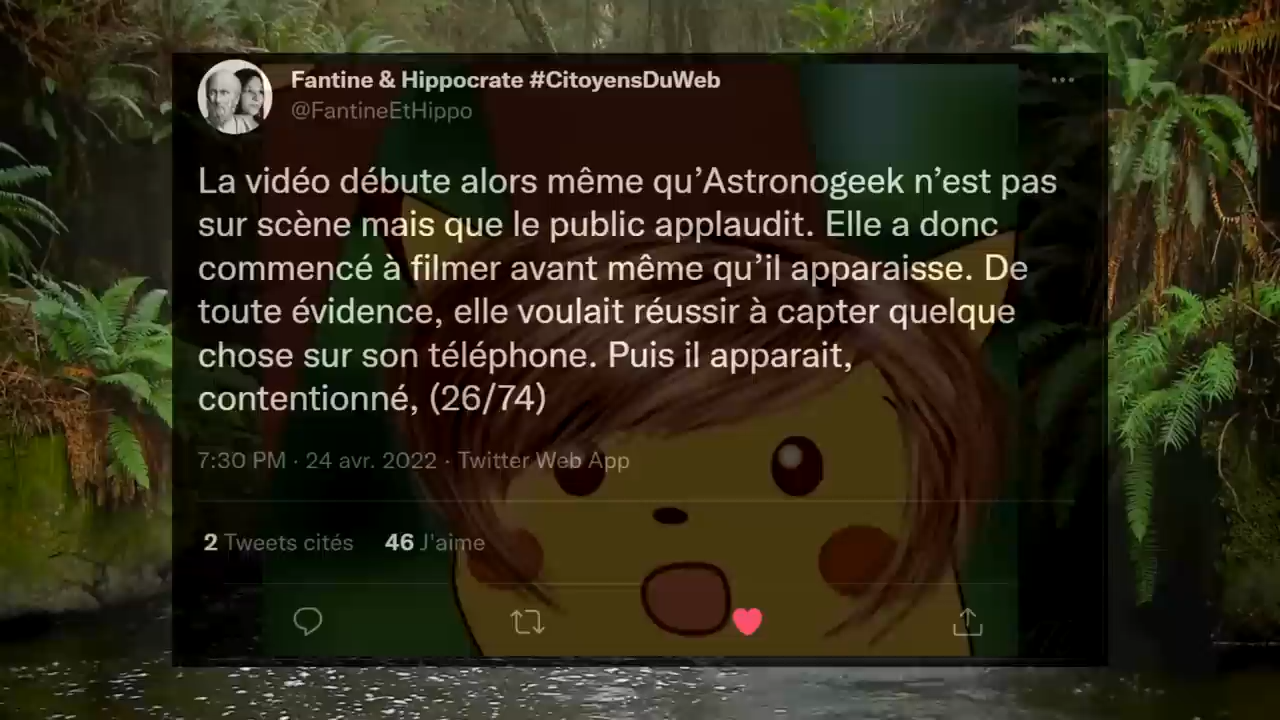 Fantine & Hippocrate #CitoyensDuWeb
@FantineEtHippo
La vidéo débute alors même qu’Astronogeek n’est pas
sur scène mais que le public applaudit. Elle a donc
commencé à filmer avant même qu’il apparaisse. De
toute évidence, elle voulait réussir à capter quelque
chose sur son téléphone. Puis il apparait,
contentionné, (26/74)
7:30 PM · 24 avr. 2022 · Twitter Web App
2 Tweets cités 46 J'aime